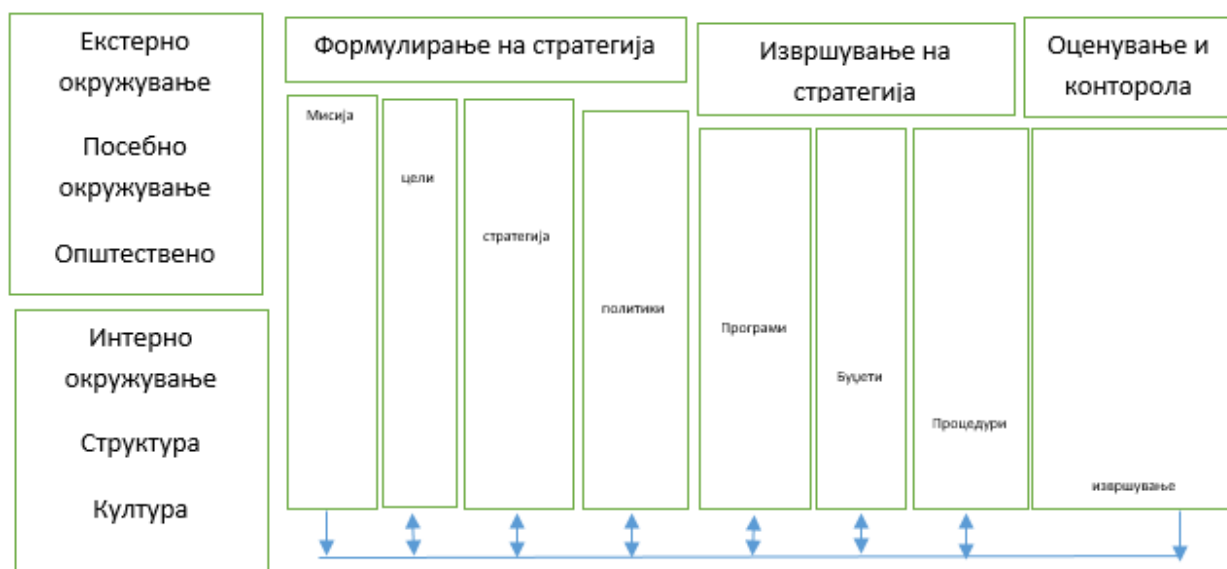 Екстерно
окружување
Посебно
окружување
Општествено
Интерно
окружување
Структура
Култура
Формулирање на стратегија
Мисија
цели
стратегија
политики
Извршување на
стратегија
Програми
Буџети
Процедури
Оценување и
конторола
извршување